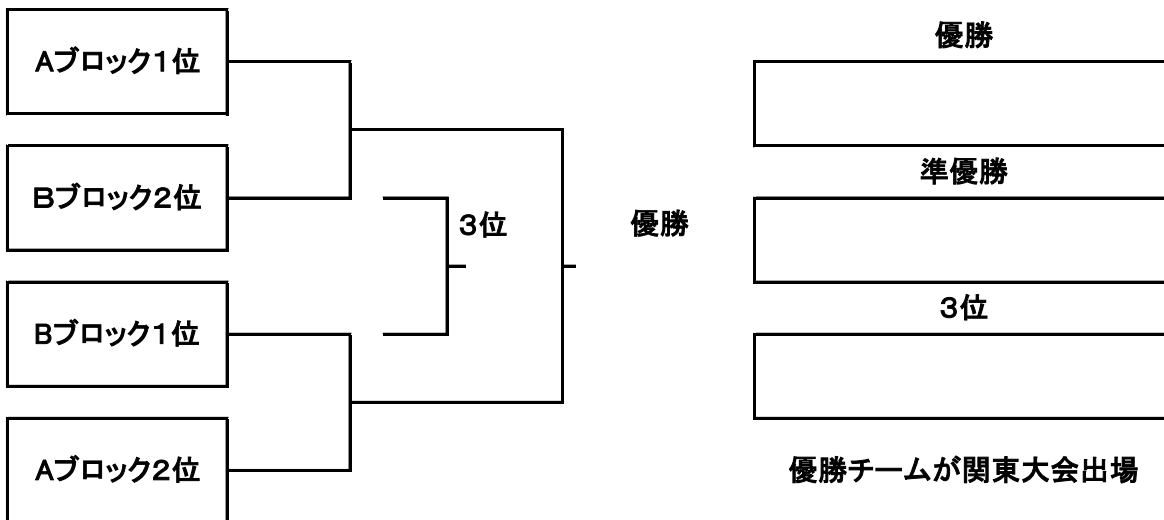 Aブロック１位
Bブロック２位
Bブロック１位
Aブロック２位
３位
優勝
優勝
準優勝
３位
優勝チームが関東大会出場